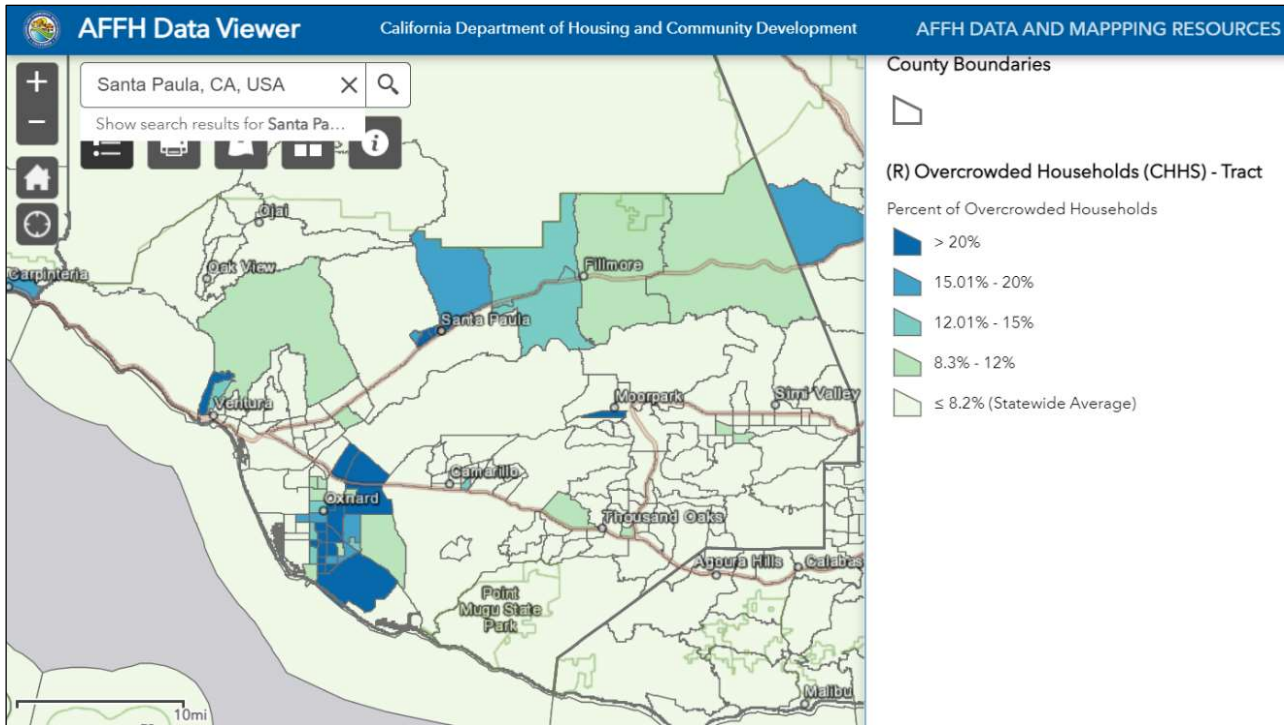 AFFH Data Viewer
California Department of Housing and Community Development
AFFH DATA AND MAPPPING RESOURCES
+
Santa Paula, CA, USA
−
Show search results for Santa Pa...
Ojai
Oak View
Carpinteria
Fillmore
Santa Paula
Ventura
Moorpark
Simi Valley
Camarillo
Oxnard
Thousand Oaks
Agoura Hills
Calabas
Point
Mugu State
Park
Malibu
10mi
County Boundaries
(R) Overcrowded Households (CHHS) - Tract
Percent of Overcrowded Households
> 20%
15.01% - 20%
12.01% - 15%
8.3% - 12%
≤ 8.2% (Statewide Average)